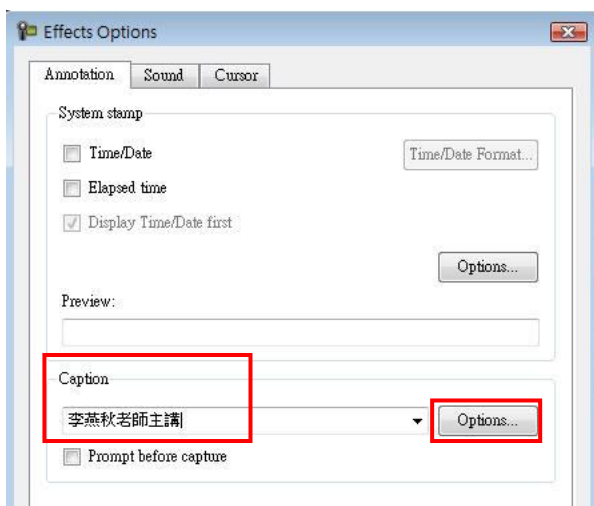 Effects Options
Annotation Sound Cursor
System stamp
Time/Date Time/Date Format...
Elapsed time
Display Time/Date first
Options...
Preview:
Caption
李燕秋老師主講 Options...
Prompt before capture